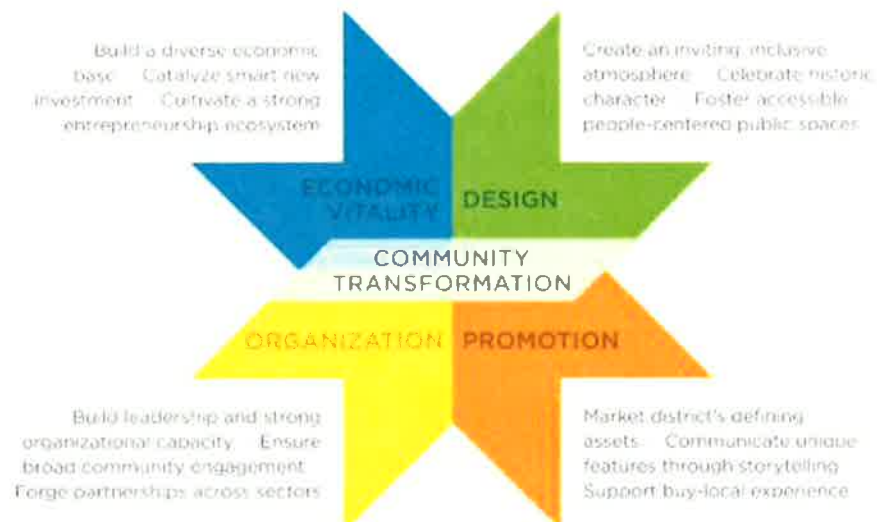 Build a diverse economic
base Catalyze smart new
investment Cultivate a strong
entrepreneurship ecosystem
Create an inviting, inclusive
atmosphere Celebrate historic
character Foster accessible
people-centered public spaces
ECONOMIC
VITALITY
DESIGN
COMMUNITY
TRANSFORMATION
ORGANIZATION
PROMOTION
Build leadership and strong
organizational capacity Ensure
broad community engagement
Forge partnerships across sectors
Market district's defining
assets Communicate unique
features through storytelling
Support buy-local experience